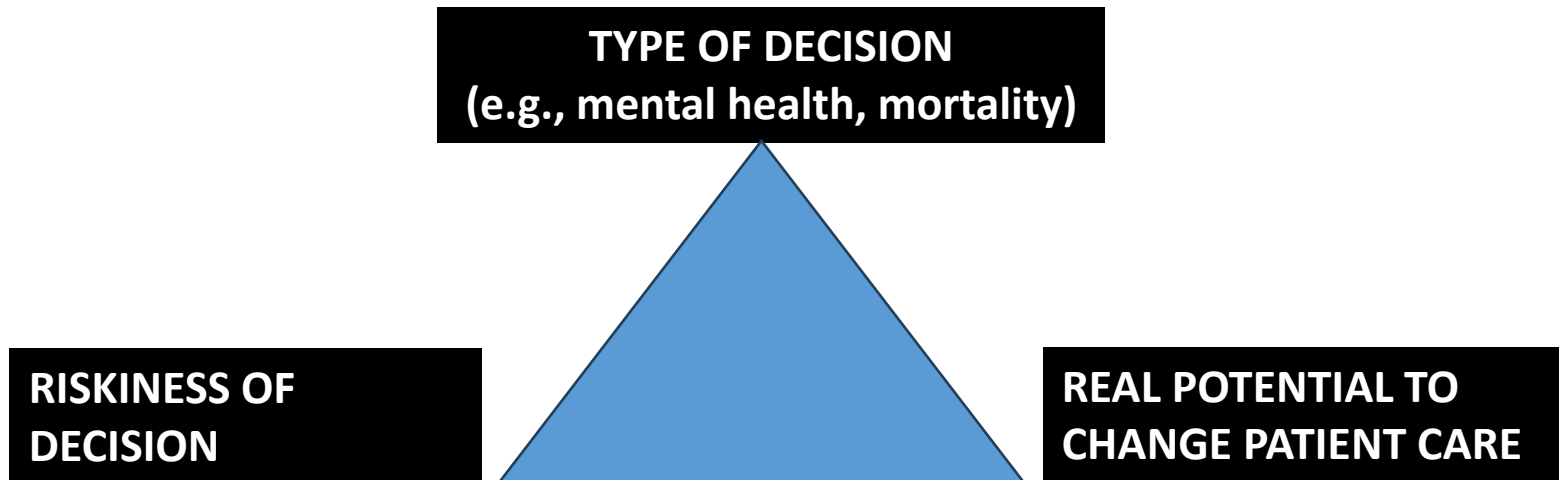 TYPE OF DECISION
(e.g., mental health, mortality)
RISKINESS OF
DECISION
REAL POTENTIAL TO
CHANGE PATIENT CARE